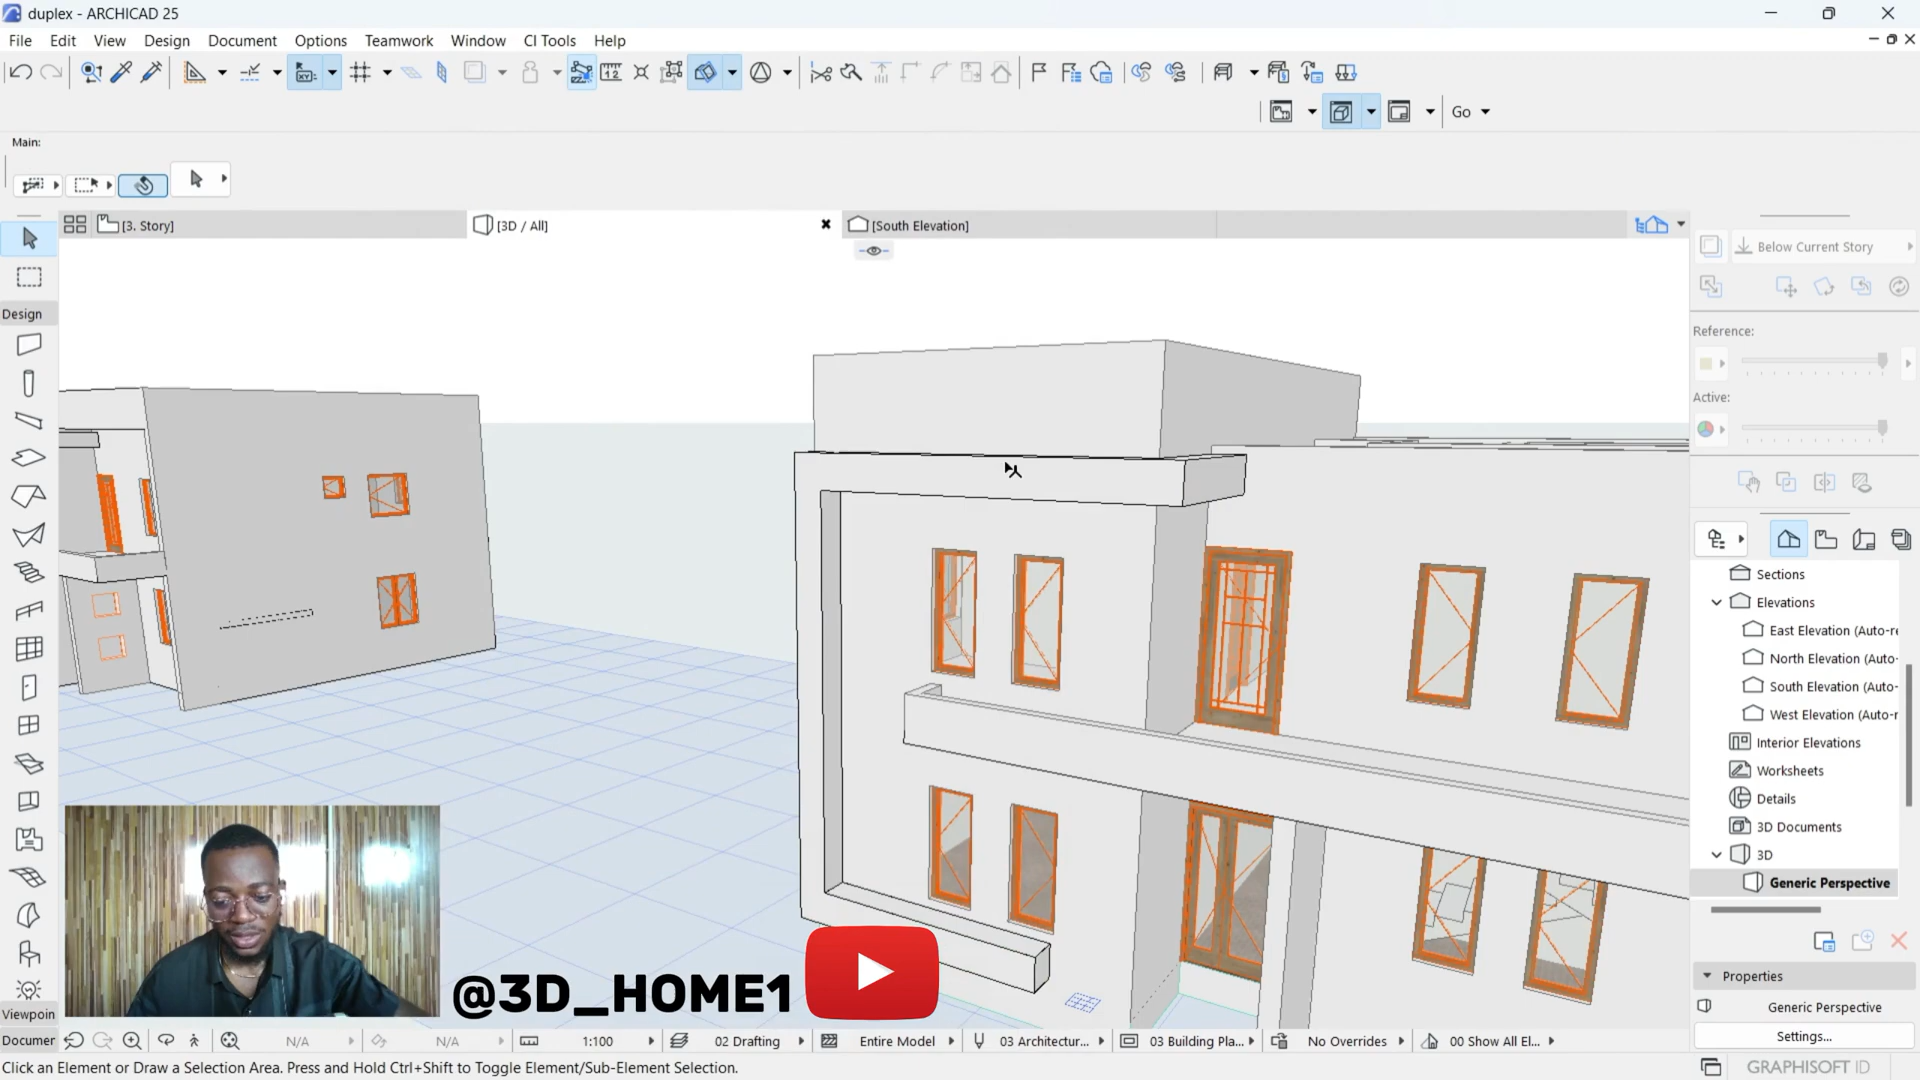 duplex - ARCHICAD 25
File Edit View Design Document Options Teamwork Window CI Tools Help
Go
Main:
[3. Story]
[3D / All]
[South Elevation]
Below Current Story
Design
Reference:
Active:
Sections
Elevations
East Elevation (Auto-re
North Elevation (Auto-
South Elevation (Auto-
West Elevation (Auto-r
Interior Elevations
Worksheets
Details
3D Documents
3D
Generic Perspective
Properties
Generic Perspective
Settings...
@3D_HOME1
Viewpoin
Documer
N/A
N/A
1:100
02 Drafting
Entire Model
03 Architectur...
03 Building Pla...
No Overrides
00 Show All El...
Click an Element or Draw a Selection Area. Press and Hold Ctrl+Shift to Toggle Element/Sub-Element Selection.
GRAPHISOFT ID